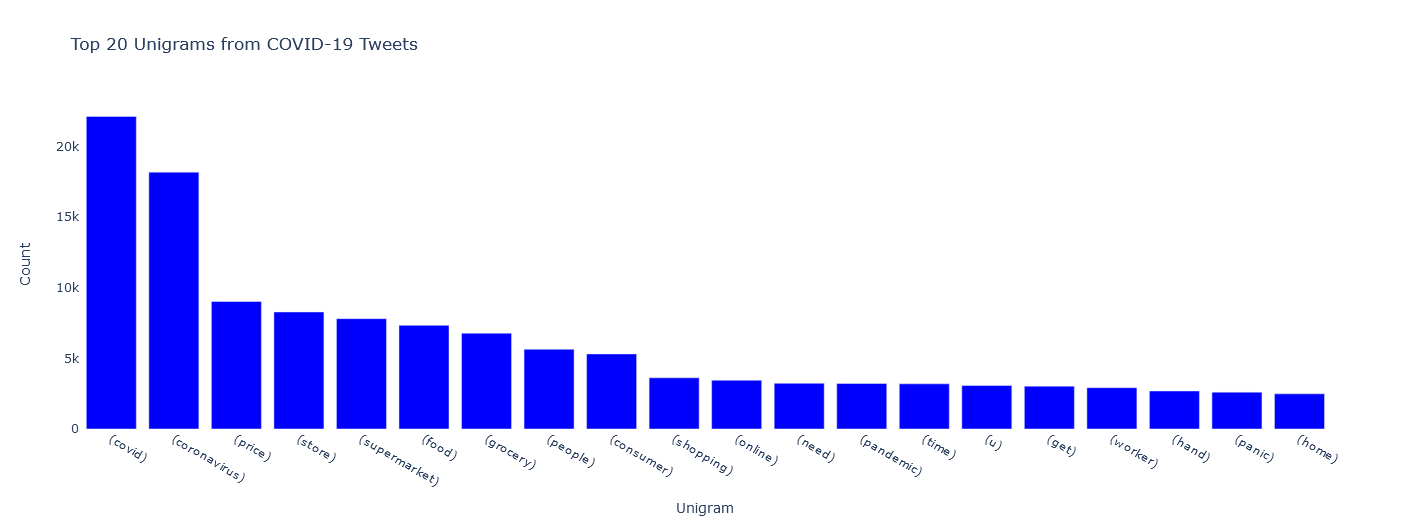 Top 20 Unigrams from COVID-19 Tweets
20k
15k
10k
5k
0
Count
(covid)
(coronavirus)
(price)
(store)
(supermarket)
(food)
(grocery)
(people)
(consumer)
(shopping)
(online)
(need)
(pandemic)
(time)
(u)
(get)
(worker)
(hand)
(panic)
(home)
Unigram